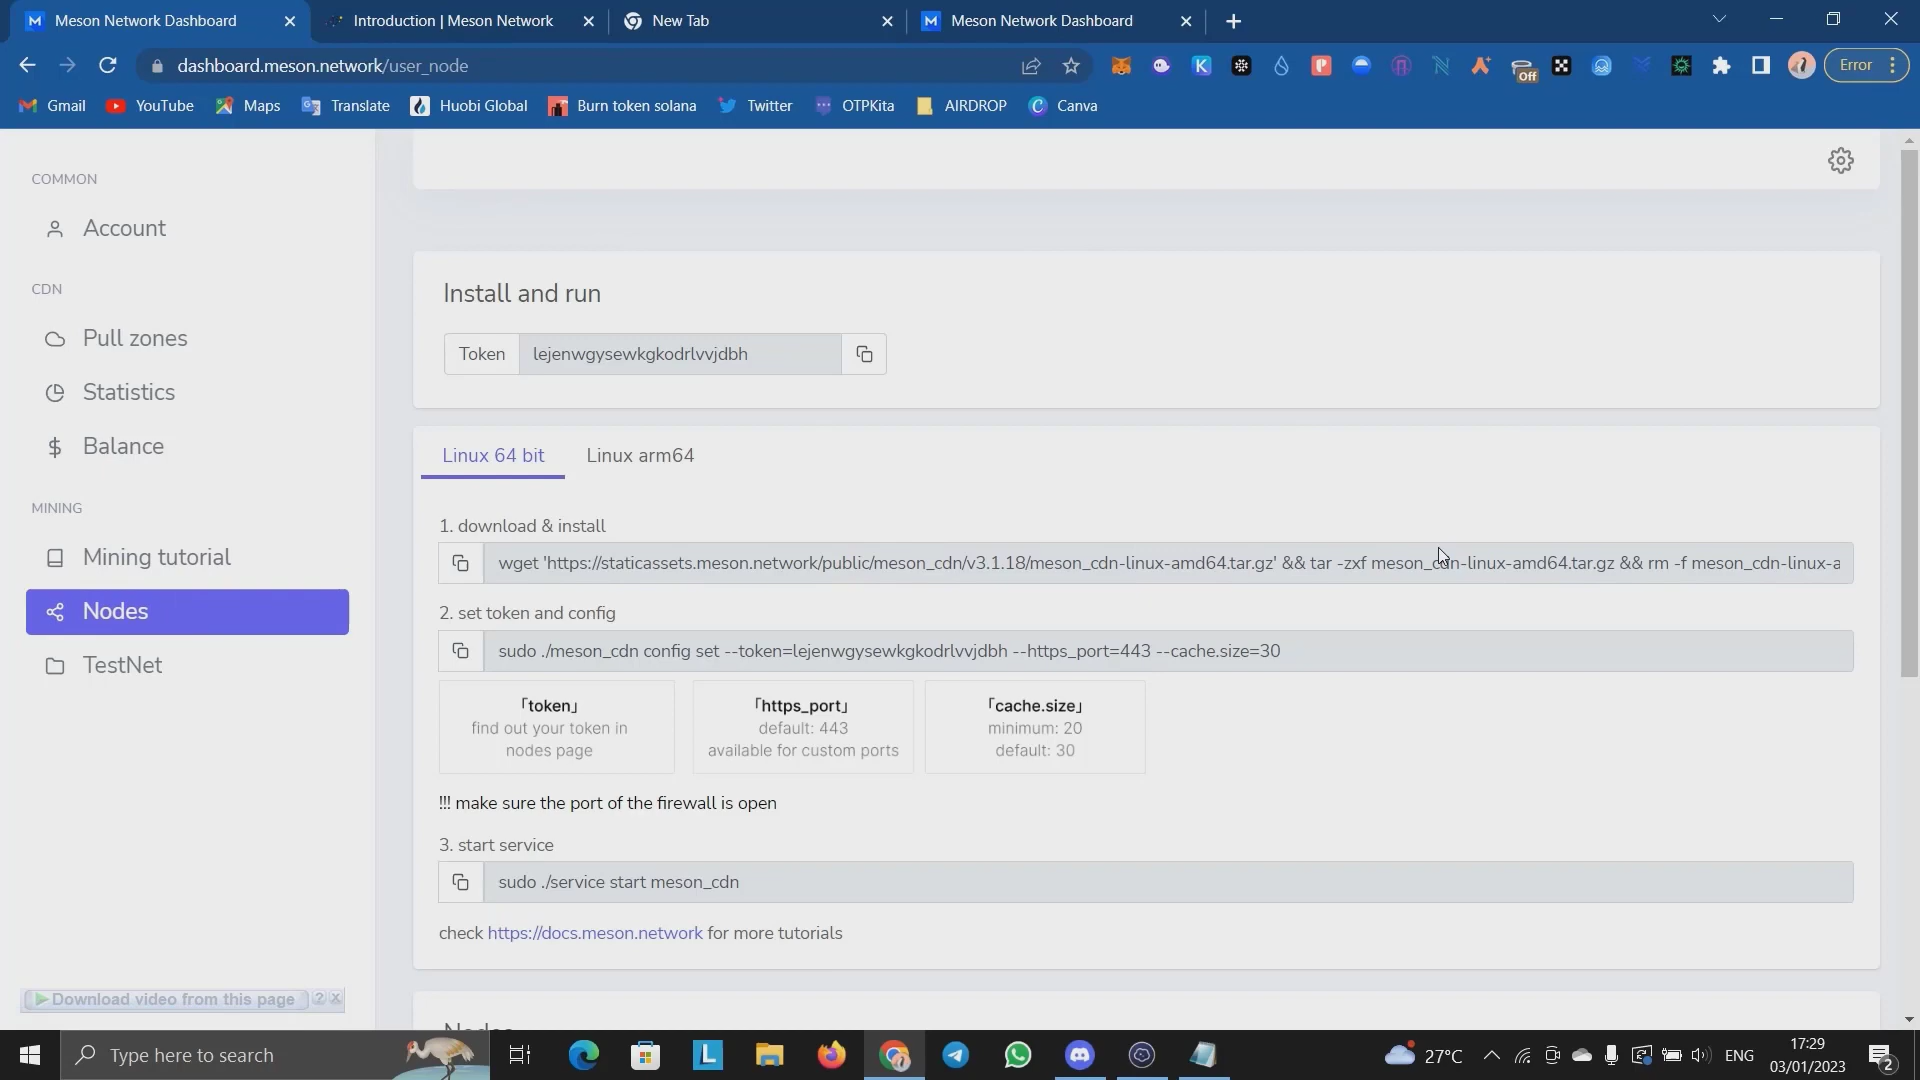 Meson Network Dashboard
Introduction | Meson Network
New Tab
Meson Network Dashboard
dashboard.meson.network/user_node
Off
Error
Gmail
YouTube
Maps
Translate
Huobi Global
Burn token solana
Twitter
OTPKita
AIRDROP
Canva
COMMON
Account
CDN
Pull zones
Statistics
Balance
MINING
Mining tutorial
Nodes
TestNet
Download video from this page
Install and run
Token lejenwgysewkgkodrlvvjdbh
Linux 64 bit
Linux arm64
1. download & install
wget 'https://staticassets.meson.network/public/meson_cdn/v3.1.18/meson_cdn-linux-amd64.tar.gz' && tar -zxf meson_cdn-linux-amd64.tar.gz && rm -f meson_cdn-linux-a
2. set token and config
sudo ./meson_cdn config set --token=lejenwgysewkgkodrlvvjdbh --https_port=443 --cache.size=30
「token」
find out your token in
nodes page
「https_port」
default: 443
available for custom ports
「cache.size」
minimum: 20
default: 30
!!! make sure the port of the firewall is open
3. start service
sudo ./service start meson_cdn
check https://docs.meson.network for more tutorials
Nodes
Type here to search
27°C
ENG
17:29
03/01/2023
2